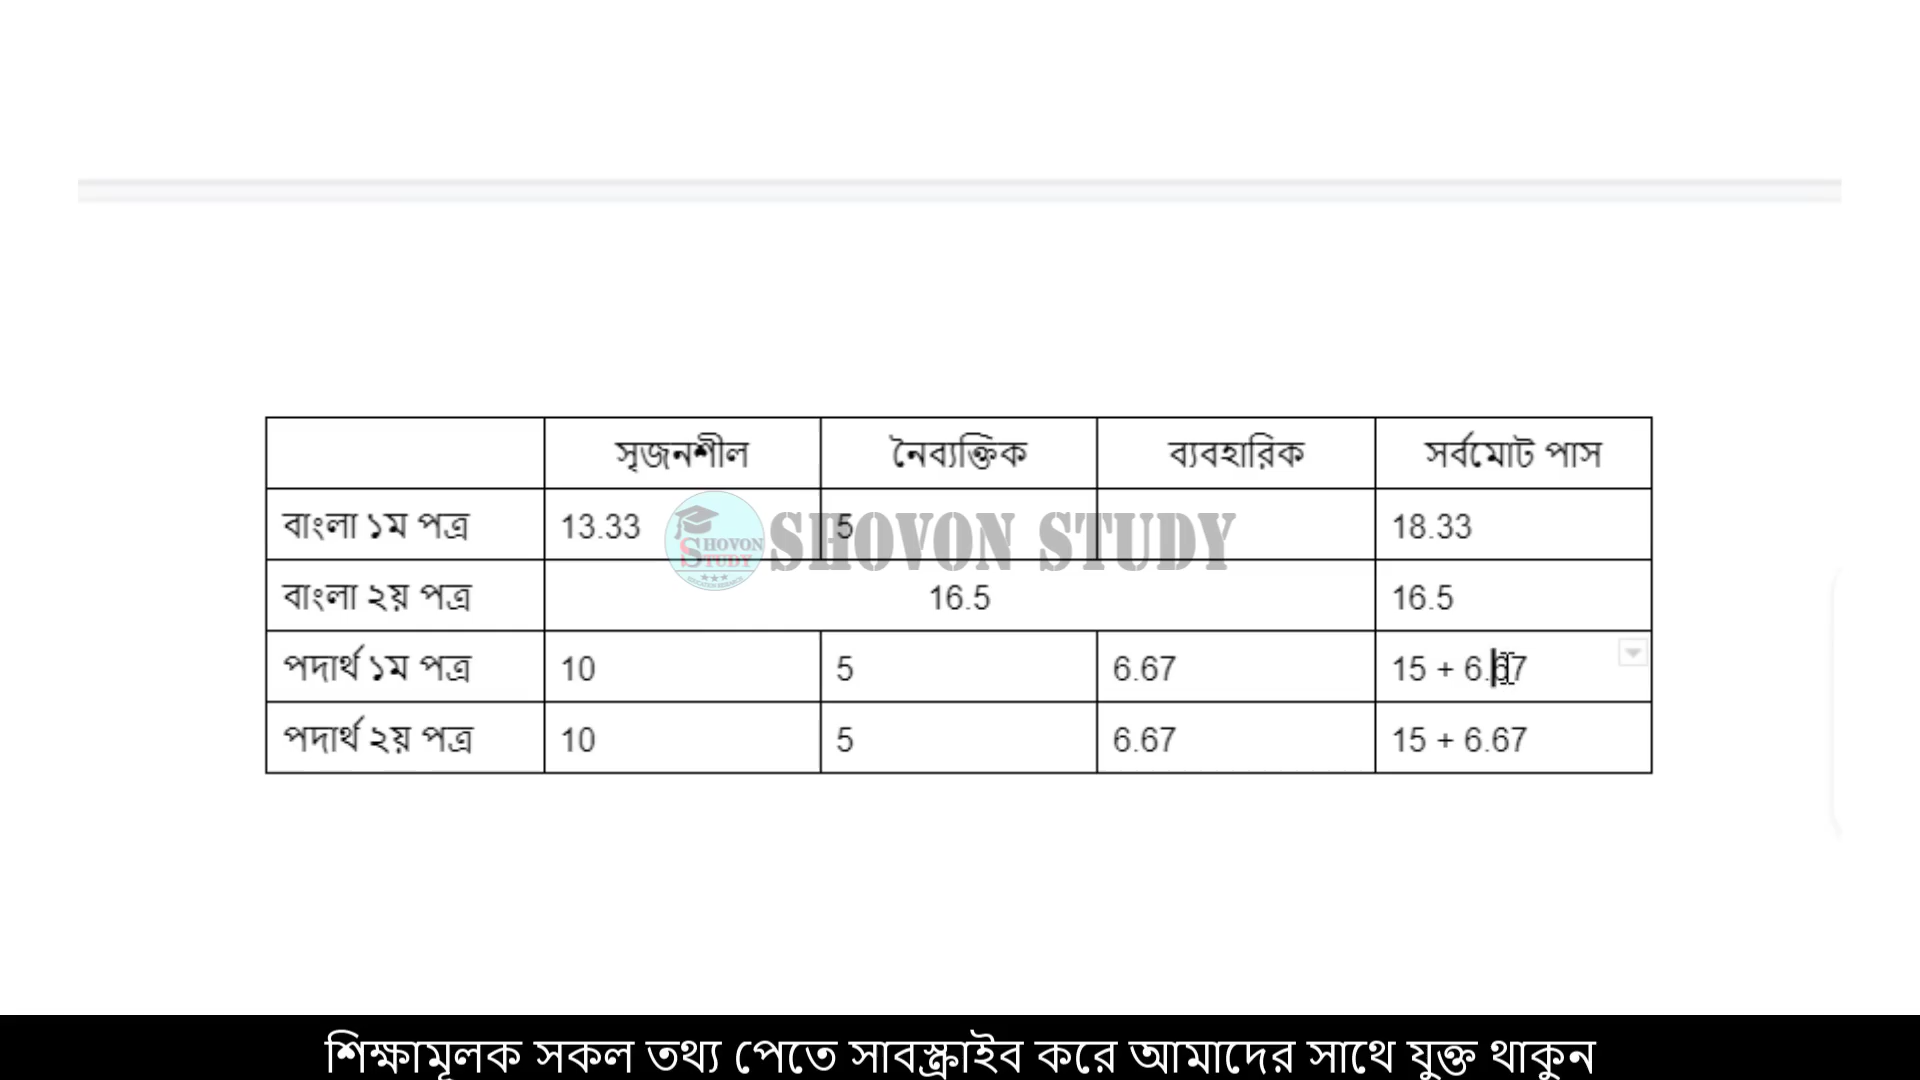 সৃজনশীল নৈব্যক্তিক ব্যবহারিক সর্বমোট পাস
বাংলা ১ম পত্র 13.33 5 18.33
SHOVON STUDY
SHOVON STUDY
বাংলা ২য় পত্র 16.5 16.5
পদার্থ ১ম পত্র 10 5 6.67 15 + 6.67
পদার্থ ২য় পত্র 10 5 6.67 15 + 6.67
শিক্ষামূলক সকল তথ্য পেতে সাবস্ক্রাইব করে আমাদের সাথে যুক্ত থাকুন